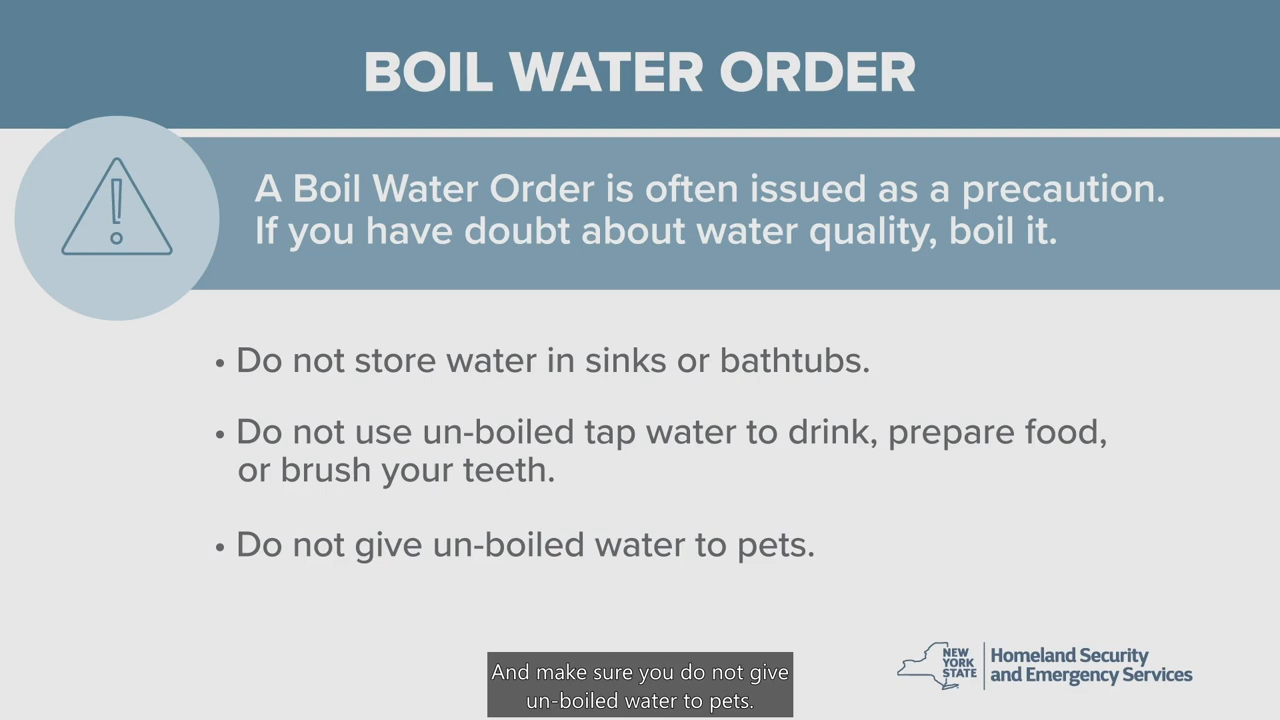 BOIL WATER ORDER
A Boil Water Order is often issued as a precaution.
If you have doubt about water quality, boil it.
• Do not store water in sinks or bathtubs.
• Do not use un-boiled tap water to drink, prepare food,
or brush your teeth.
• Do not give un-boiled water to pets.
NEW
YORK
STATE
Homeland Security
and Emergency Services
And make sure you do not give
un-boiled water to pets.